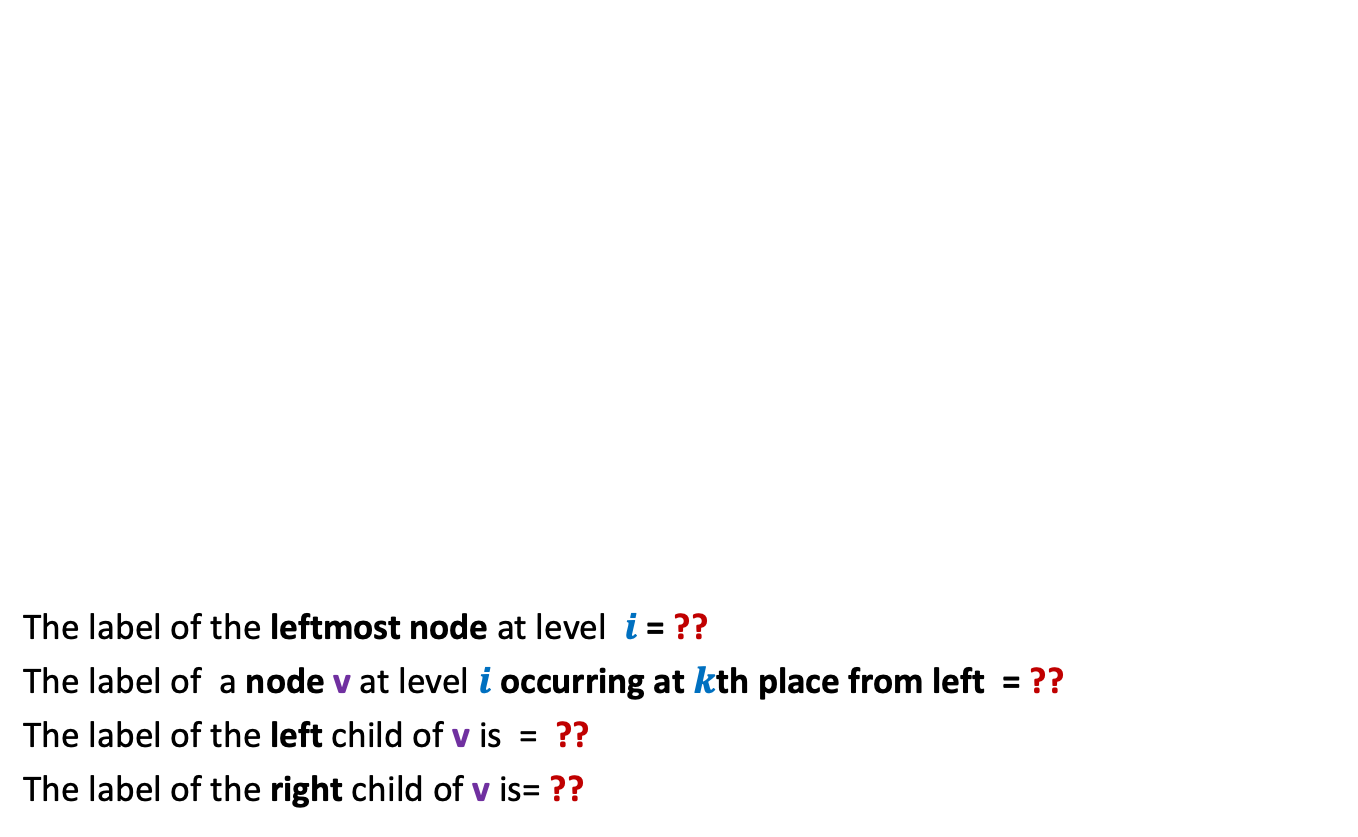 The label of the leftmost node at level i = ??
The label of a node v at level i occurring at kth place from left = ??
The label of the left child of v is = ??
The label of the right child of v is= ??